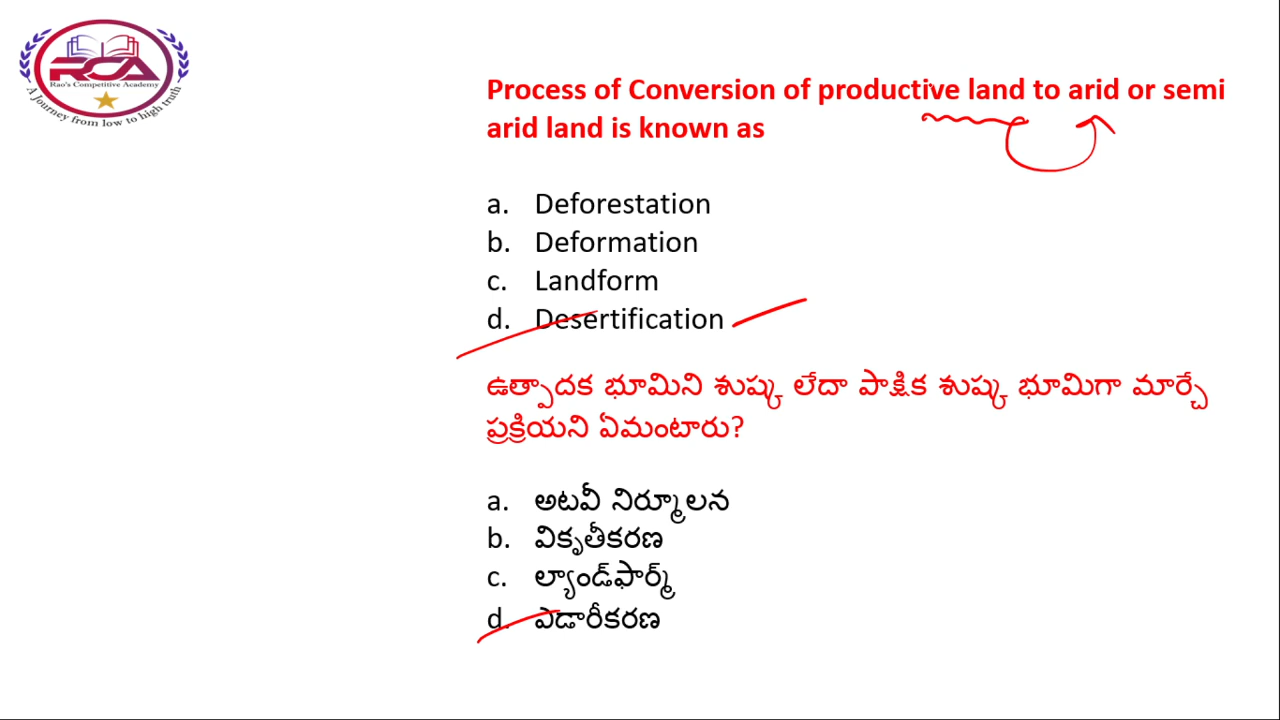 RCA
Rao's Competitive Academy
A Journey from low to high truth
Process of Conversion of productive land to arid or semi
arid land is known as
a. Deforestation
b. Deformation
c. Landform
d. Desertification
ఉత్పాదక భూమిని శుష్క లేదా పాక్షిక శుష్క భూమిగా మార్చే
ప్రక్రియని ఏమంటారు?
a. అటవీ నిర్మూలన
b. వికృతీకరణ
c. ల్యాండ్‌ఫార్మ్
d. ఎడారీకరణ